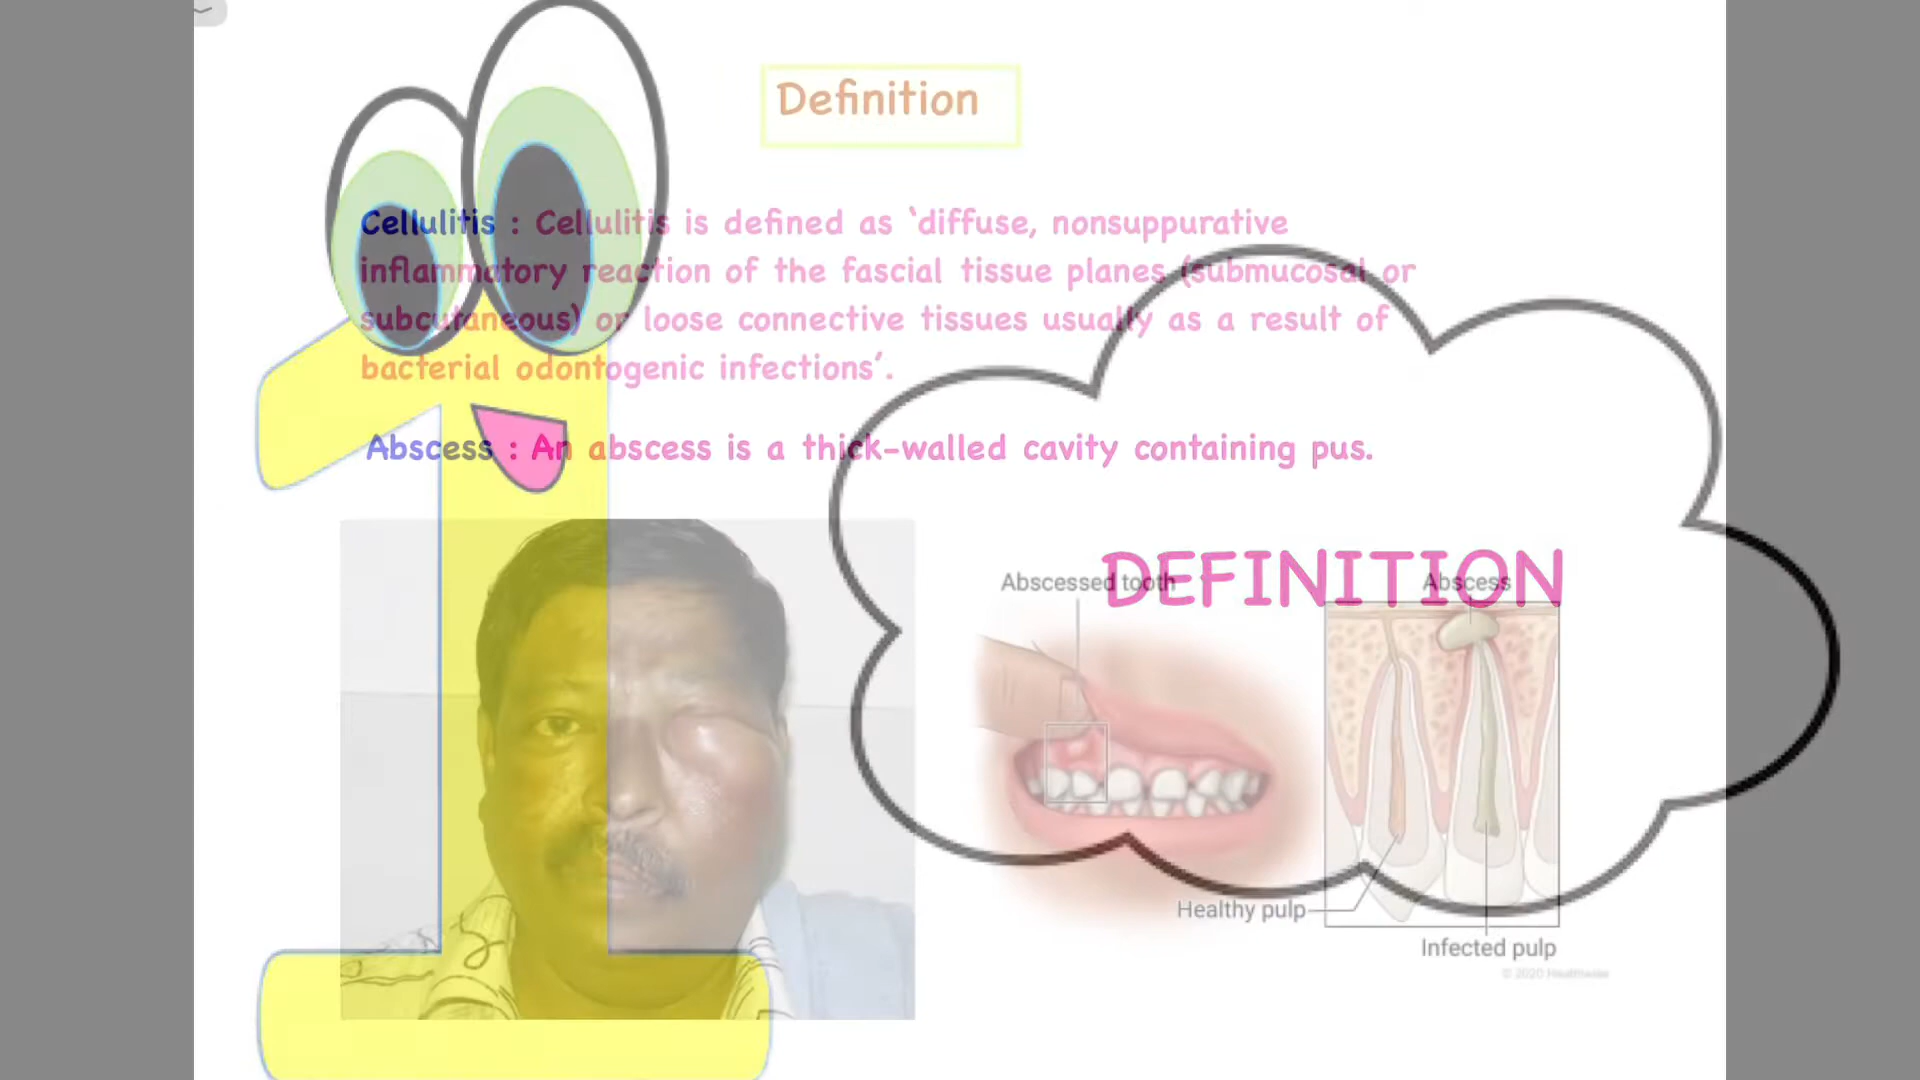 Definition
Cellulitis : Cellulitis is defined as ‘diffuse, nonsuppurative
inflammatory reaction of the fascial tissue planes (submucosal or
subcutaneous) or loose connective tissues usually as a result of
bacterial odontogenic infections’.
Abscess : An abscess is a thick-walled cavity containing pus.
DEFINITION
Abscessed tooth
Abscess
Healthy pulp
Infected pulp
© 2020 Healthwise